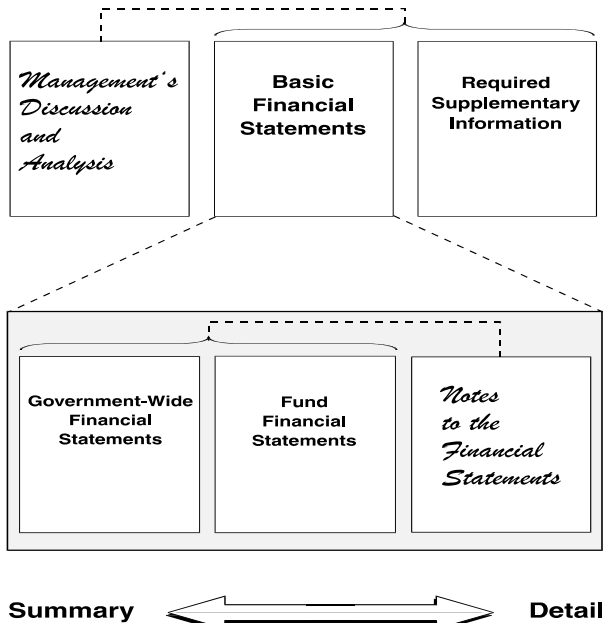 Management's
Discussion
and
Analysis
Basic
Financial
Statements
Required
Supplementary
Information
Government-Wide
Financial
Statements
Fund
Financial
Statements
Notes
to the
Financial
Statements
Summary
Detail